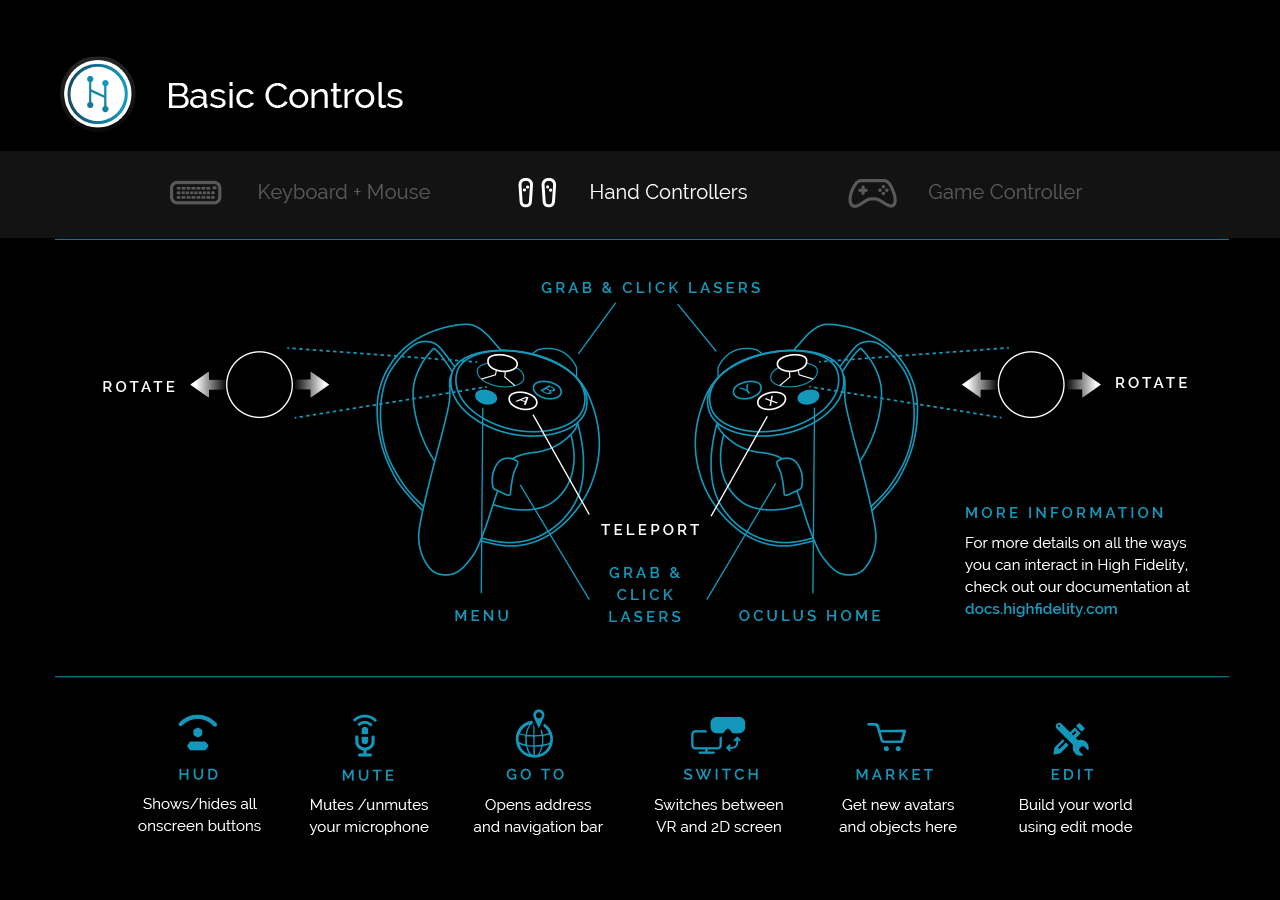 Basic Controls
Keyboard + Mouse
Hand Controllers
Game Controller
GRAB & CLICK LASERS
ROTATE
ROTATE
B
A
Y
X
TELEPORT
GRAB &
CLICK
LASERS
MENU
OCULUS HOME
MORE INFORMATION
For more details on all the ways
you can interact in High Fidelity,
check out our documentation at
docs.highfidelity.com
HUD
Shows/hides all
onscreen buttons
MUTE
Mutes /unmutes
your microphone
GO TO
Opens address
and navigation bar
SWITCH
Switches between
VR and 2D screen
MARKET
Get new avatars
and objects here
EDIT
Build your world
using edit mode